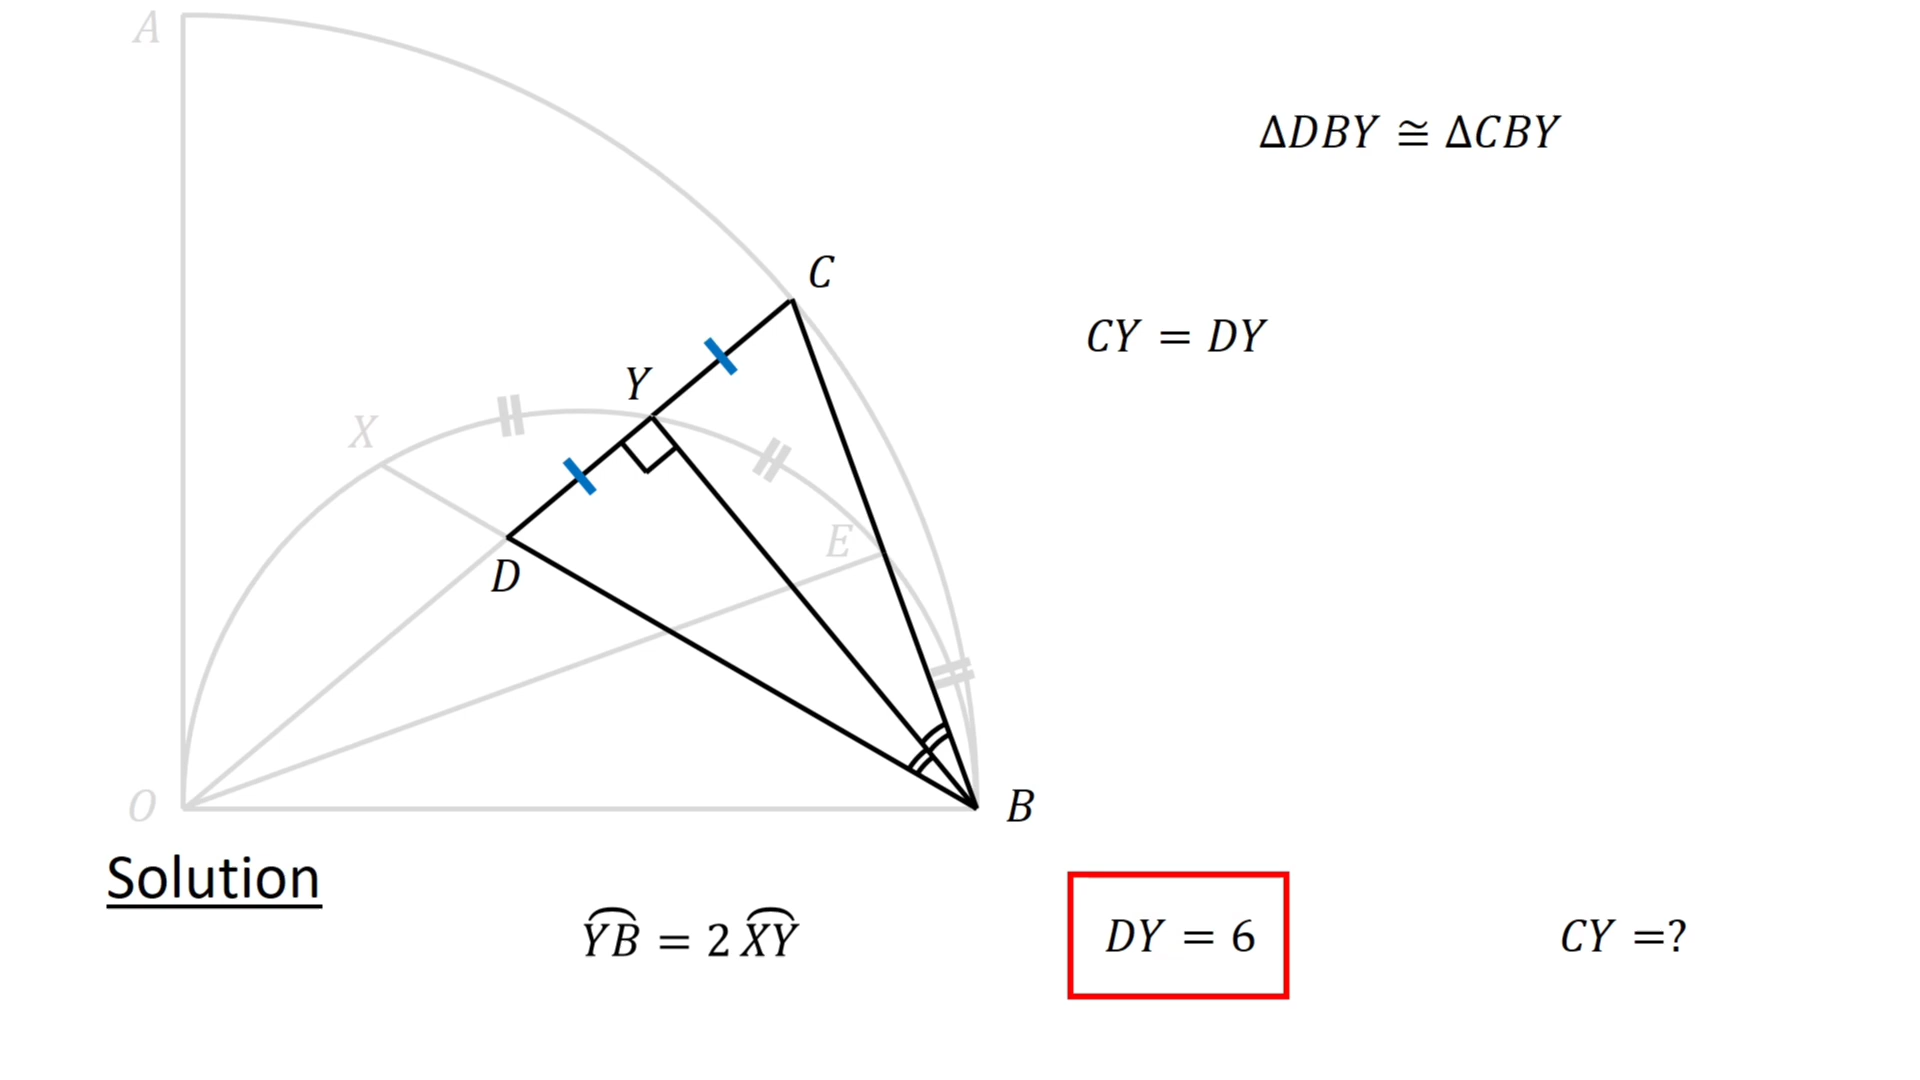 A
ΔDBY ≅ ΔCBY
C
CY = DY
Y
X
E
D
O
B
Solution
⌢YB = 2 ⌢XY
DY = 6
CY =?